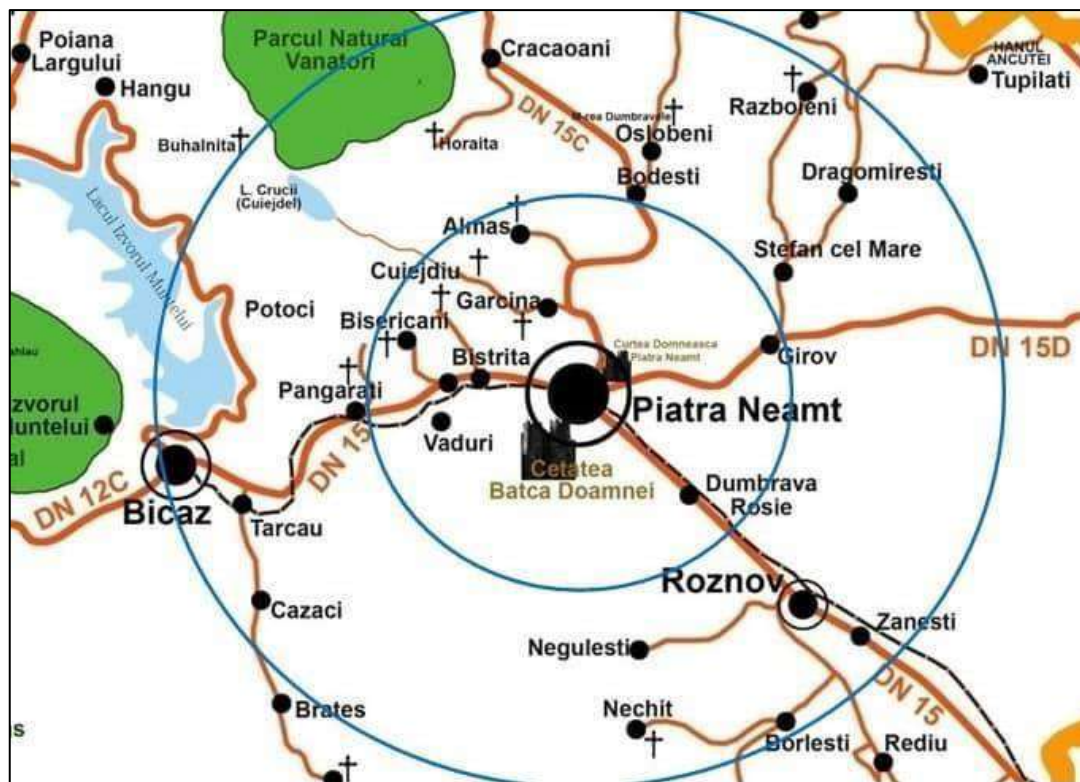 Poiana
Largului
Hangu
Parcul Natural
Vanatori
Cracaoani
DN 15C
HANUL
ANCUTEI
Tupilati
Razboieni
M-rea Dumbravele
Oslobeni
Bodesti
Buhalnita
Horaita
L. Crucii
(Cuiejdel)
Dragomiresti
Lacul Izvorul Muntelui
Almas
Cuiejdiu
Stefan cel Mare
Potoci
Garcina
Bisericani
Bistrita
Curtea Domneasca
Piatra Neamt
Girov
DN 15D
Pangarati
Piatra Neamt
Vaduri
DN 15
Cetatea
Batca Doamnei
DN 12C
Bicaz
Tarcau
Dumbrava
Rosie
Roznov
Cazaci
Zanesti
Negulesti
DN 15
Brates
Nechit
Borlesti
Rediu